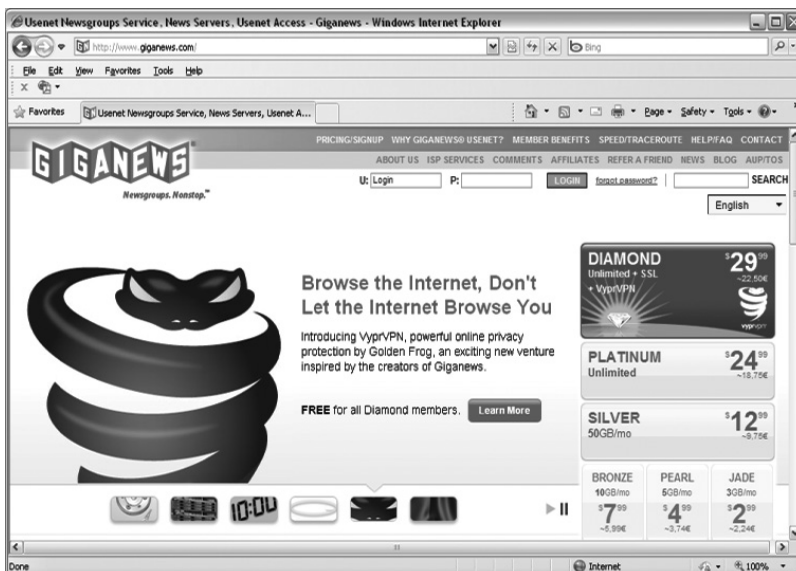 Usenet Newsgroups Service, News Servers, Usenet Access - Giganews - Windows Internet Explorer
http://www.giganews.com/
Bing
File Edit View Favorites Tools Help
X
Favorites
Usenet Newsgroups Service, News Servers, Usenet A...
Page Safety Tools
GIGANEWS®
Newsgroups. Nonstop.™
PRICING/SIGNUP WHY GIGANEWS® USENET? MEMBER BENEFITS SPEED/TRACEROUTE HELP/FAQ CONTACT
ABOUT US ISP SERVICES COMMENTS AFFILIATES REFER A FRIEND NEWS BLOG AUP/TOS
U: Login P: LOGIN forgot password? SEARCH
English
Browse the Internet, Don't
Let the Internet Browse You
Introducing VyprVPN, powerful online privacy
protection by Golden Frog, an exciting new venture
inspired by the creators of Giganews.
FREE for all Diamond members. Learn More
DIAMOND $29.99
Unlimited + SSL
+ VyprVPN
~22,50€
vyprvpn
PLATINUM $24.99
Unlimited ~18,75€
SILVER $12.99
50GB/mo ~9,75€
BRONZE PEARL JADE
10GB/mo 5GB/mo 3GB/mo
$7.99 $4.99 $2.99
~5,99€ ~3,74€ ~2,24€
10:00
Done Internet 100%